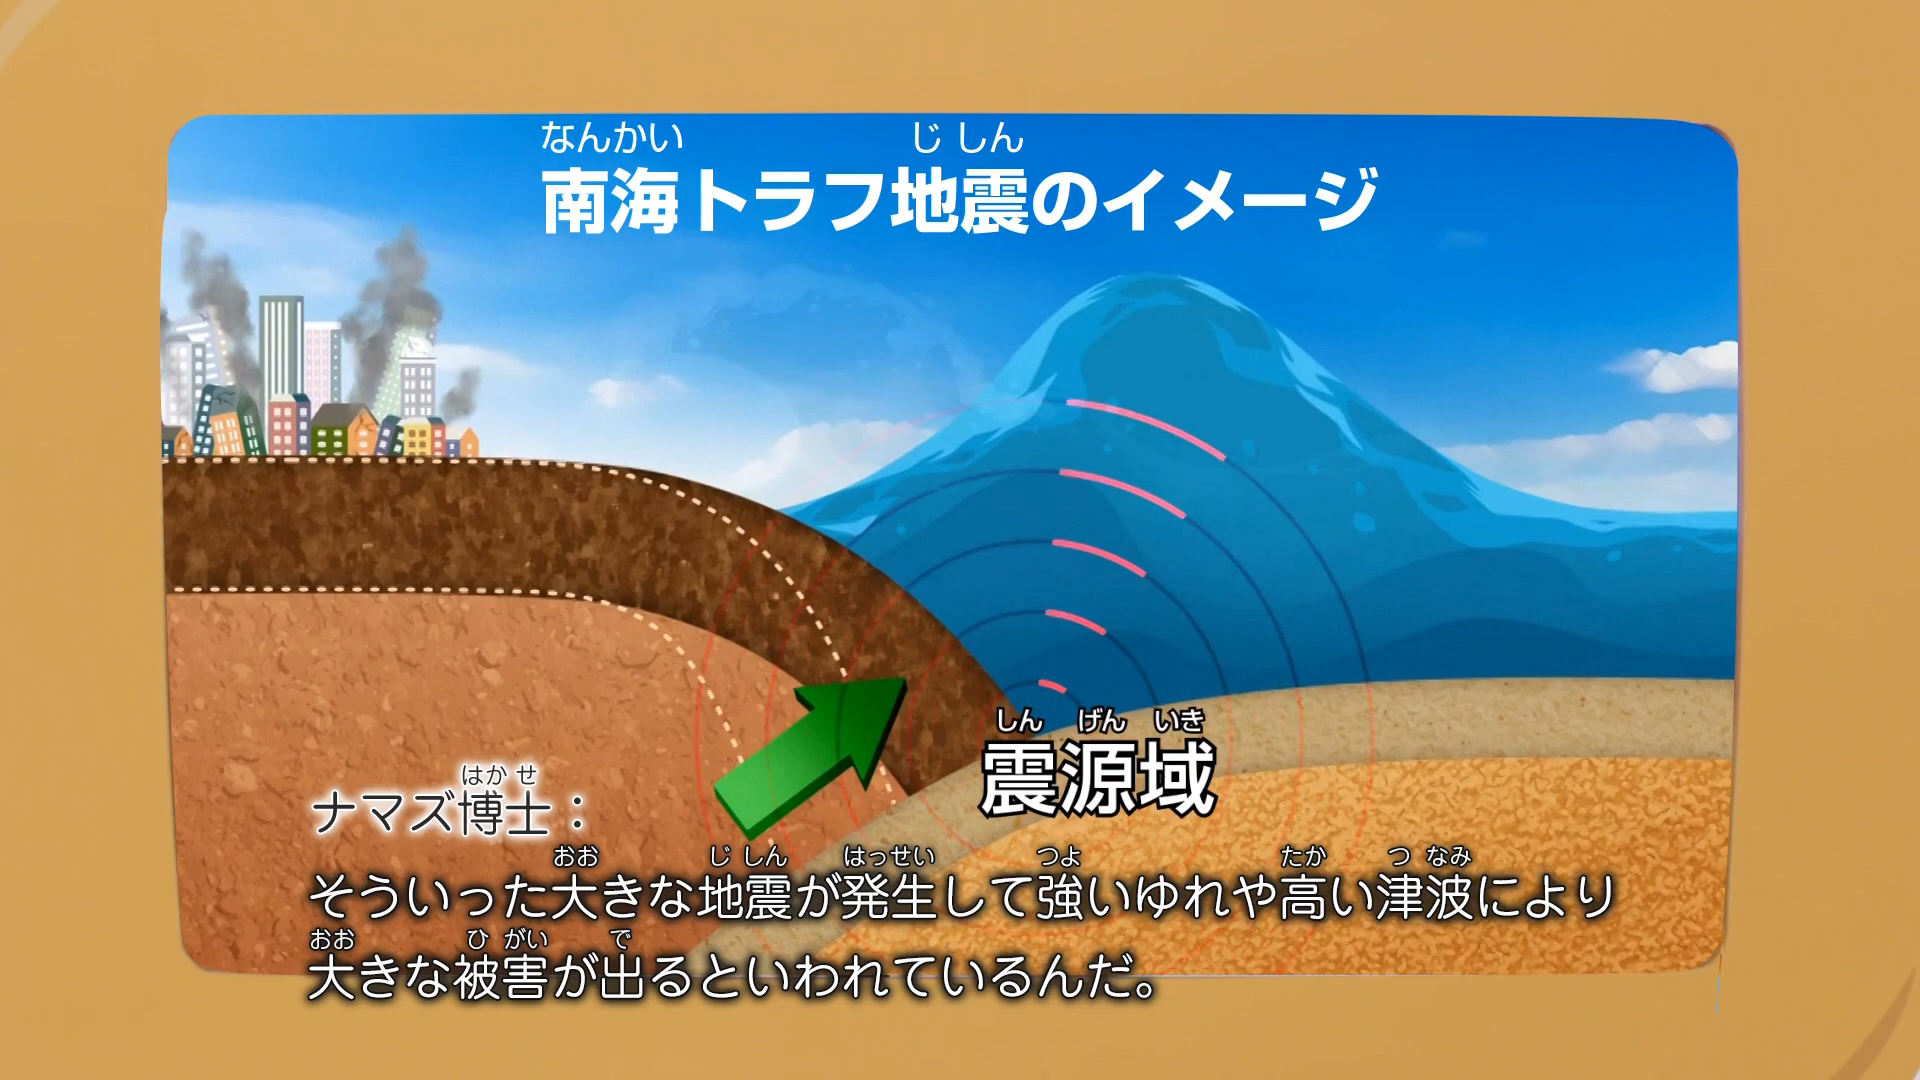 なんかい じしん
南海トラフ地震のイメージ
しん げん いき
震源域
はかせ
ナマズ博士：
おお じしん はっせい つよ たか つなみ
そういった大きな地震が発生して強いゆれや高い津波により
おお ひがい で
大きな被害が出るといわれているんだ。